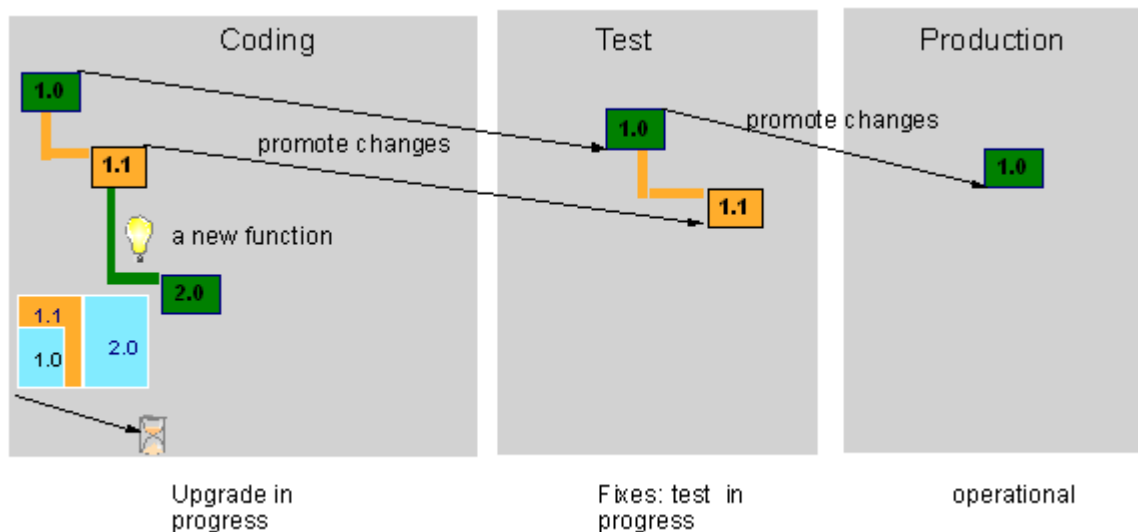 Coding
Test
Production
1.0
1.0
promote changes
promote changes
1.1
1.0
1.1
a new function
2.0
1.1
1.0
2.0
Upgrade in
progress
Fixes: test in
progress
operational